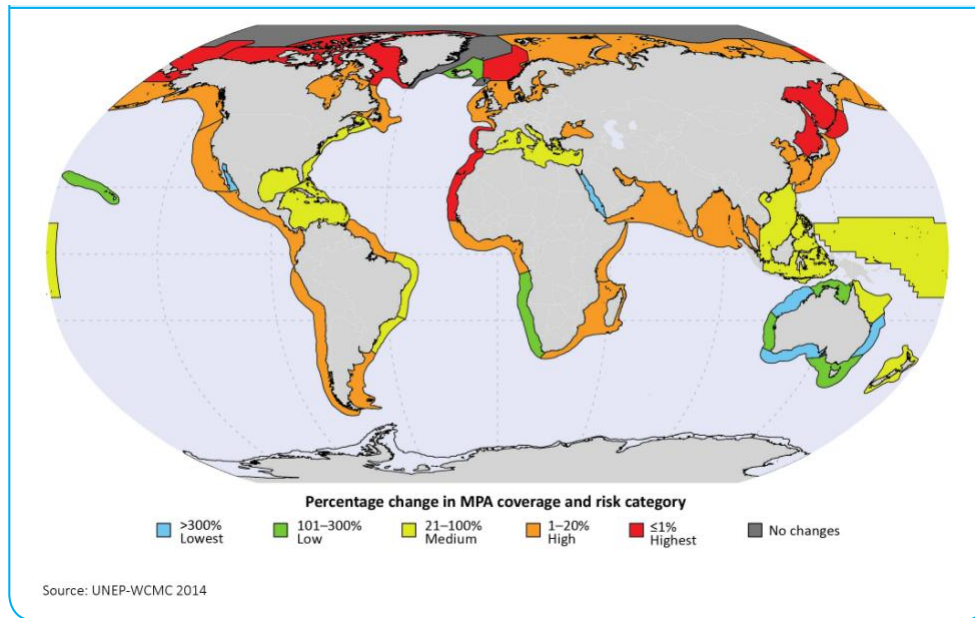 Percentage change in MPA coverage and risk category
>300% 101–300% 21–100% 1–20% ≤1% No changes
Lowest Low Medium High Highest
Source: UNEP-WCMC 2014